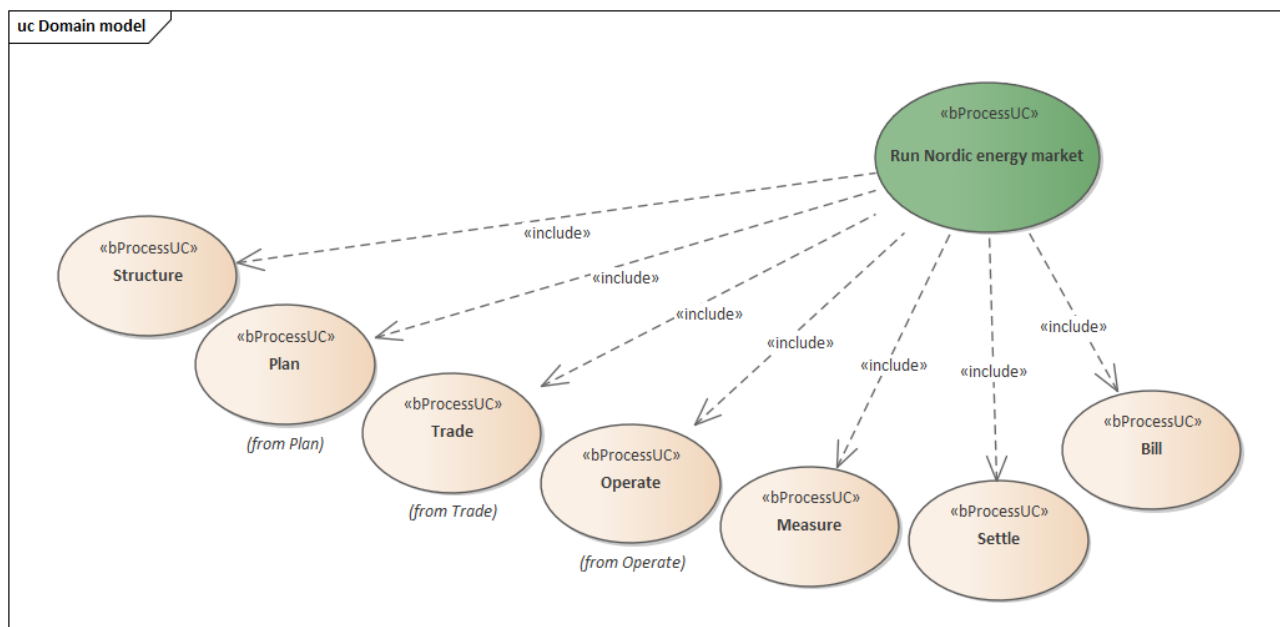 uc Domain model
«bProcessUC»
Run Nordic energy market
«include»
«include»
«include»
«include»
«include»
«include»
«include»
«bProcessUC»
Structure
«bProcessUC»
Plan
(from Plan)
«bProcessUC»
Trade
(from Trade)
«bProcessUC»
Operate
(from Operate)
«bProcessUC»
Measure
«bProcessUC»
Settle
«bProcessUC»
Bill